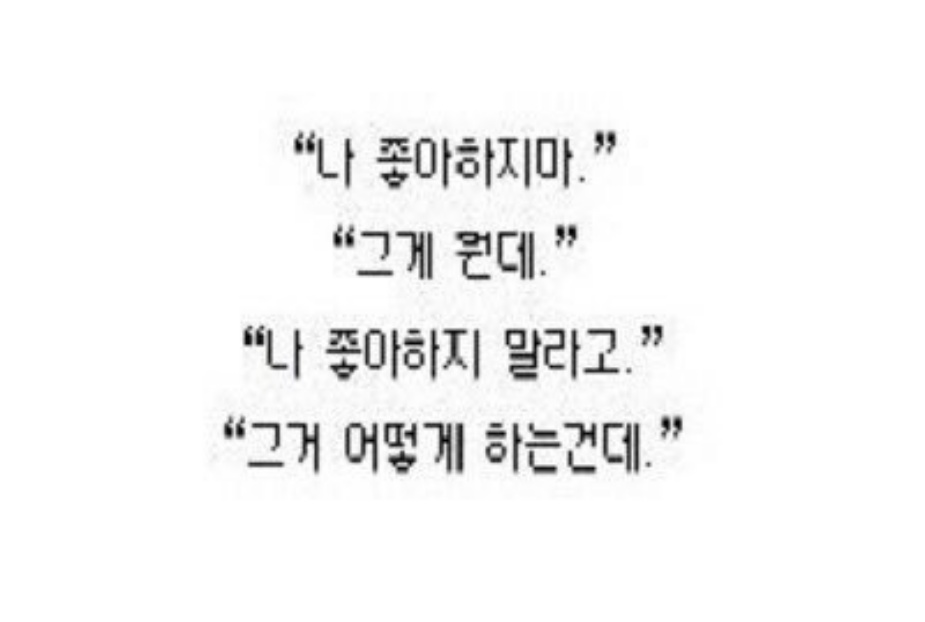 “나 좋아하지마.”
“그게 뭔데.”
“나 좋아하지 말라고.”
“그거 어떻게 하는건데.”